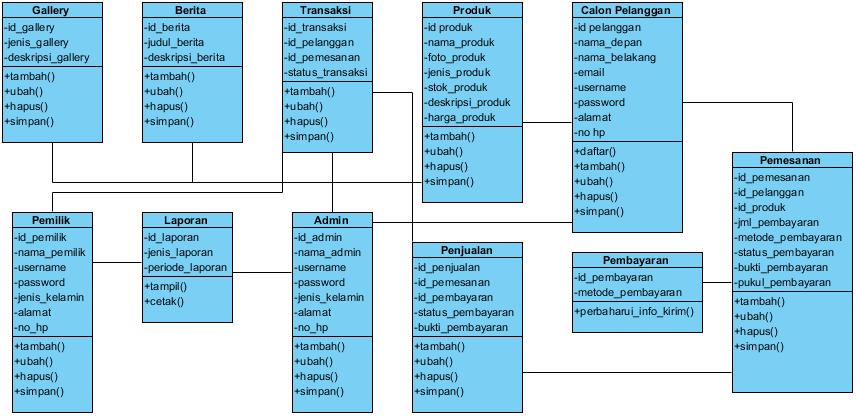 Gallery
-id_gallery
-jenis_gallery
-deskripsi_gallery
+tambah()
+ubah()
+hapus()
+simpan()
Berita
-id_berita
-judul_berita
-deskripsi_berita
+tambah()
+ubah()
+hapus()
+simpan()
Transaksi
-id_transaksi
-id_pelanggan
-id_pemesanan
-status_transaksi
+tambah()
+ubah()
+hapus()
+simpan()
Produk
-id produk
-nama_produk
-foto_produk
-jenis_produk
-stok_produk
-deskripsi_produk
-harga_produk
+tambah()
+ubah()
+hapus()
+simpan()
Calon Pelanggan
-id pelanggan
-nama_depan
-nama_belakang
-email
-username
-password
-alamat
-no hp
+daftar()
+tambah()
+ubah()
+hapus()
+simpan()
Pemesanan
-id_pemesanan
-id_pelanggan
-id_produk
-jml_pembayaran
-metode_pembayaran
-status_pembayaran
-bukti_pembayaran
-pukul_pembayaran
+tambah()
+ubah()
+hapus()
+simpan()
Pemilik
-id_pemilik
-nama_pemilik
-username
-password
-jenis_kelamin
-alamat
-no_hp
+tambah()
+ubah()
+hapus()
+simpan()
Laporan
-id_laporan
-jenis_laporan
-periode_laporan
+tampil()
+cetak()
Admin
-id_admin
-nama_admin
-username
-password
-jenis_kelamin
-alamat
-no_hp
+tambah()
+ubah()
+hapus()
+simpan()
Penjualan
-id_penjualan
-id_pemesanan
-id_pembayaran
-status_pembayaran
-bukti_pembayaran
+tambah()
+ubah()
+hapus()
+simpan()
Pembayaran
-id_pembayaran
-metode_pembayaran
+perbaharui_info_kirim()